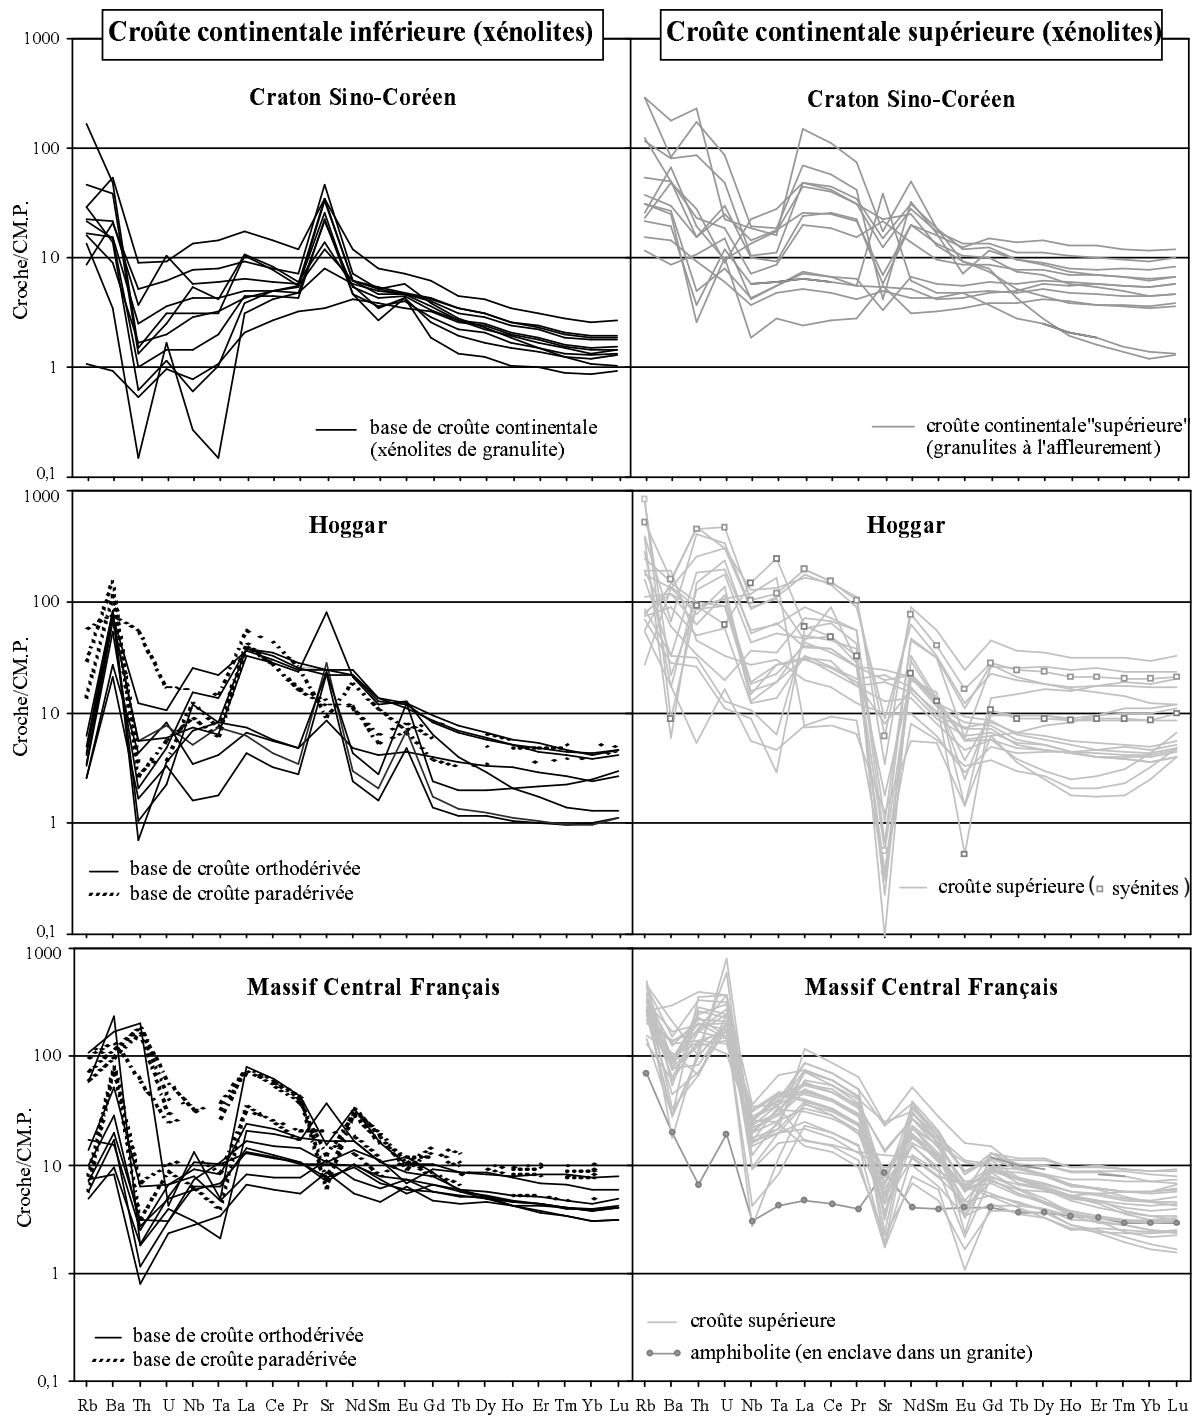 Croûte continentale inférieure (xénolites)
Croûte continentale supérieure (xénolites)
1000
100
10
1
0,1
Croche/CM.P.
Craton Sino-Coréen
base de croûte continentale
(xénolites de granulite)
Craton Sino-Coréen
croûte continentale"supérieure"
(granulites à l'affleurement)
1000
100
10
1
0,1
Croche/CM.P.
Hoggar
base de croûte orthodérivée
base de croûte paradérivée
Hoggar
croûte supérieure ( syénites )
1000
100
10
1
0,1
Croche/CM.P.
Massif Central Français
base de croûte orthodérivée
base de croûte paradérivée
Massif Central Français
croûte supérieure
amphibolite (en enclave dans un granite)
Rb Ba Th U Nb Ta La Ce Pr Sr Nd Sm Eu Gd Tb Dy Ho Er Tm Yb Lu
Rb Ba Th U Nb Ta La Ce Pr Sr Nd Sm Eu Gd Tb Dy Ho Er Tm Yb Lu